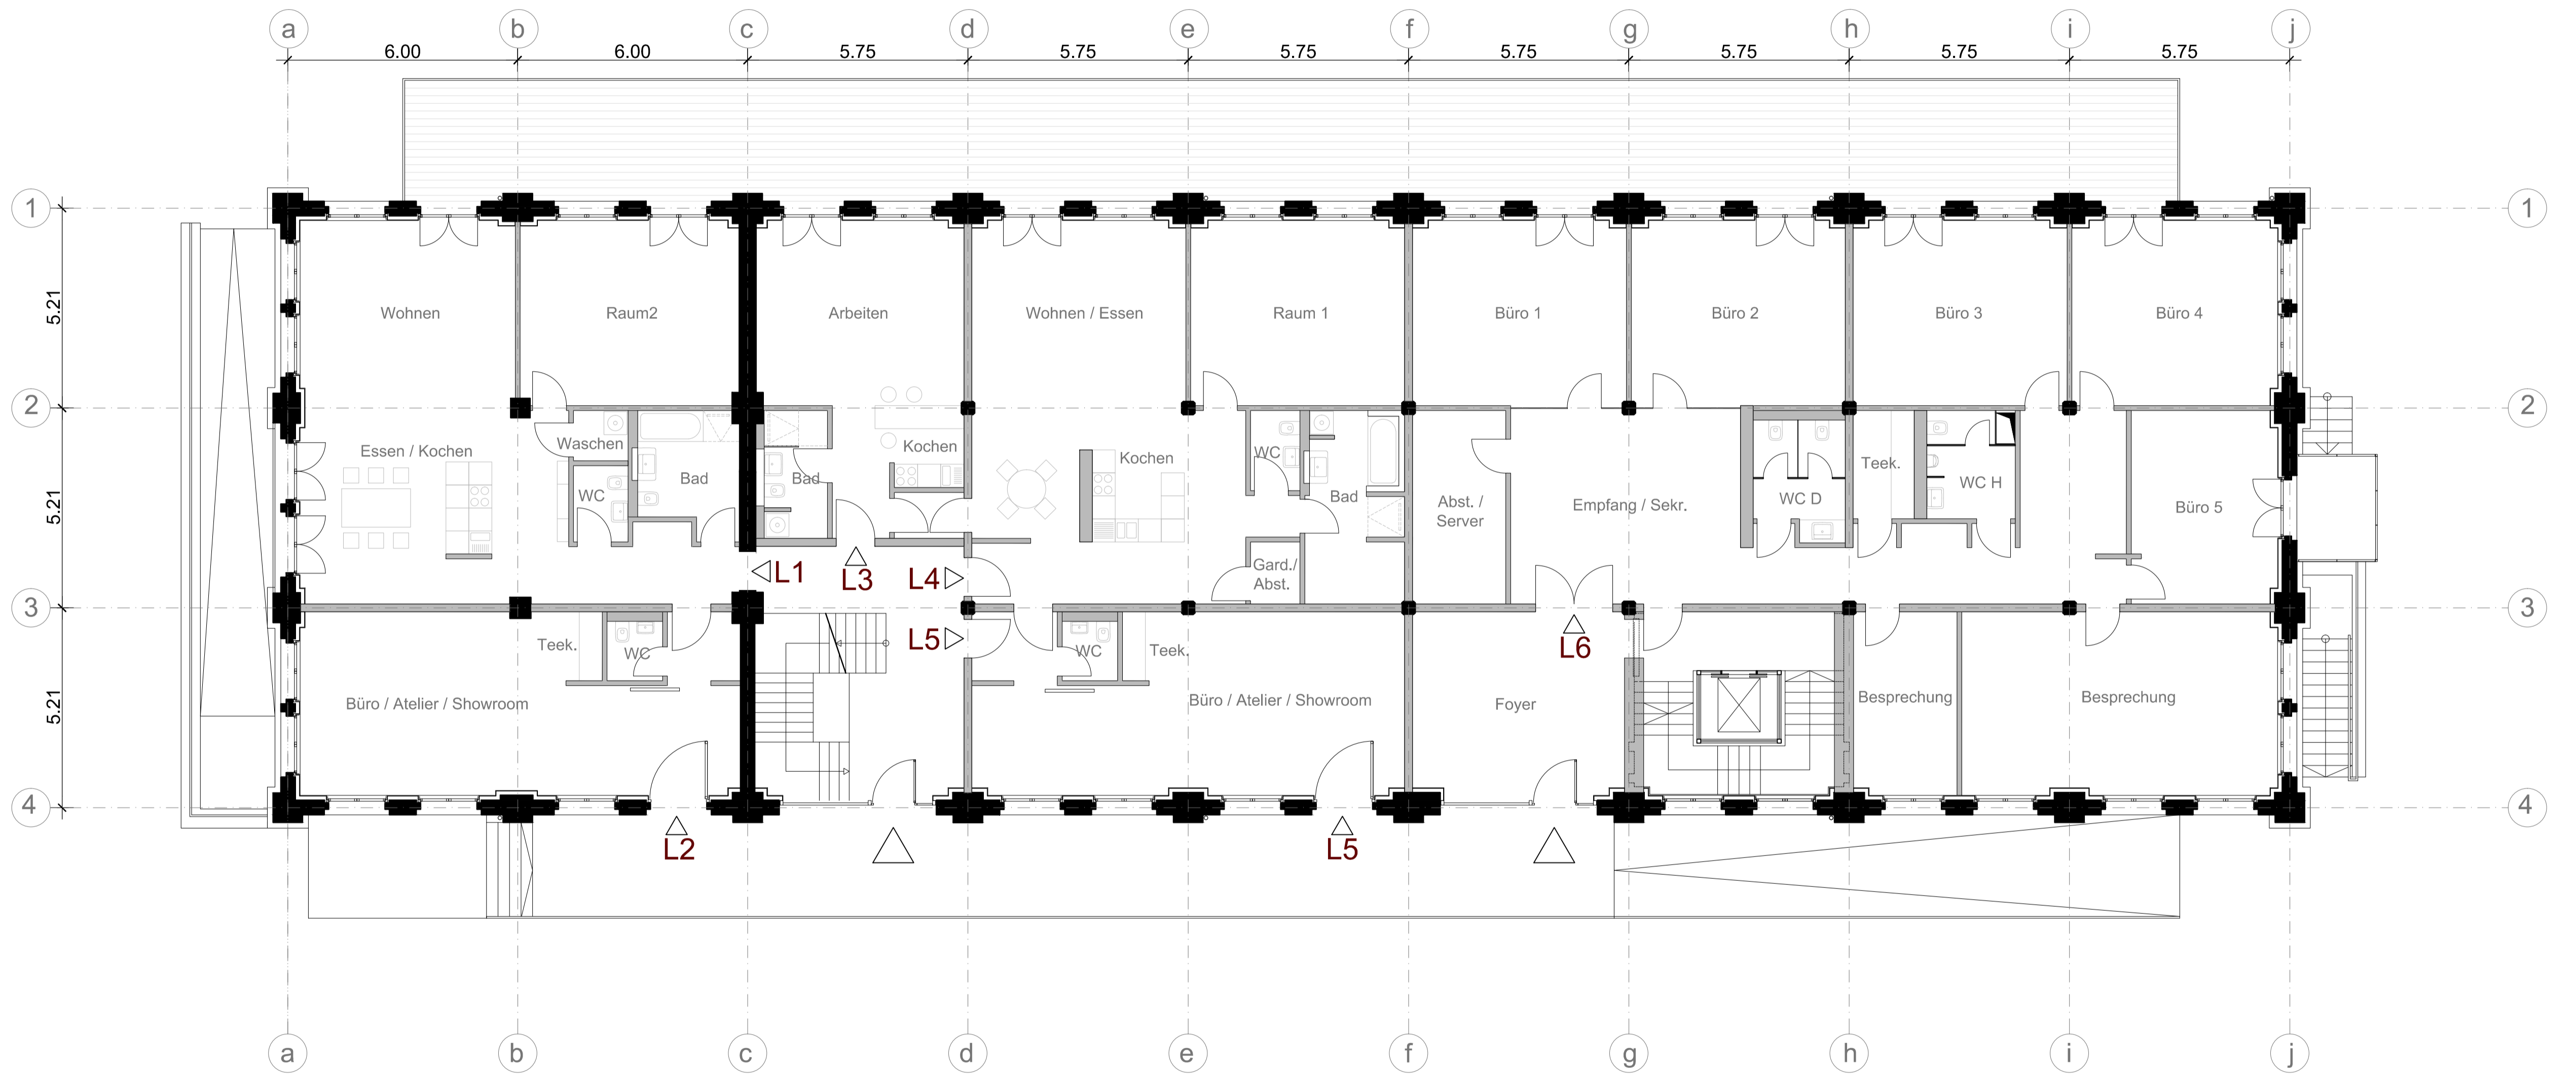 a b c d e f g h i j
6.00 6.00 5.75 5.75 5.75 5.75 5.75 5.75 5.75
1 1
5.21
Wohnen Raum2 Arbeiten Wohnen / Essen Raum 1 Büro 1 Büro 2 Büro 3 Büro 4
2 2
Essen / Kochen Waschen Kochen Kochen WC Teek.
WC Bad Bad Bad WC D WC H
5.21
Abst. /
Server
Empfang / Sekr. Büro 5
Gard./
Abst.
L1 L3 L4
3 3
Teek. WC L5 WC Teek. L6
5.21
Büro / Atelier / Showroom Büro / Atelier / Showroom Foyer Besprechung Besprechung
4 4
L2 L5
a b c d e f g h i j